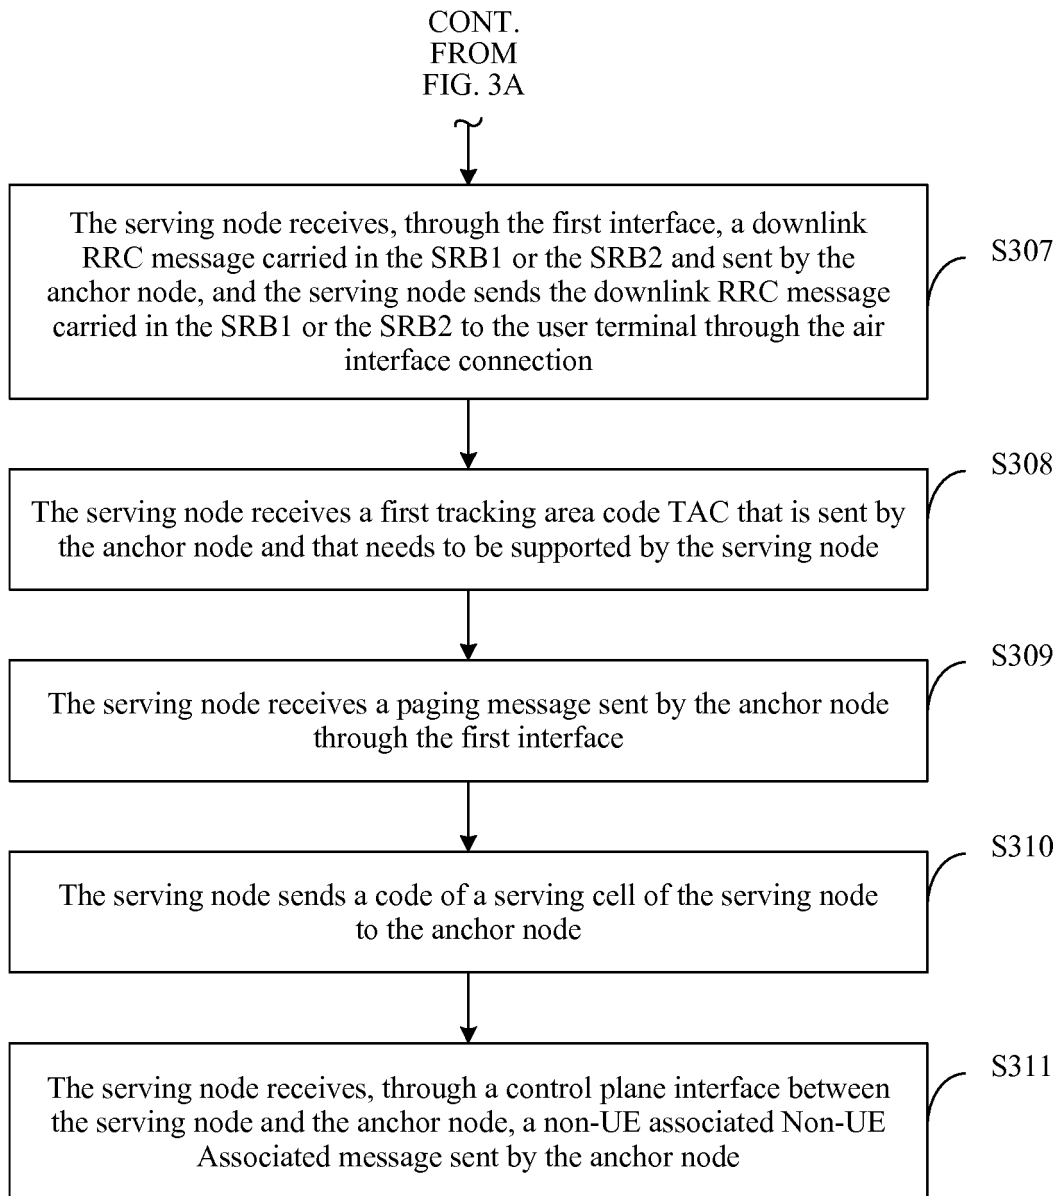 CONT.
FROM
FIG. 3A
The serving node receives, through the first interface, a downlink
RRC message carried in the SRB1 or the SRB2 and sent by the
anchor node, and the serving node sends the downlink RRC message
carried in the SRB1 or the SRB2 to the user terminal through the air
interface connection
S307
The serving node receives a first tracking area code TAC that is sent by
the anchor node and that needs to be supported by the serving node
S308
The serving node receives a paging message sent by the anchor node
through the first interface
S309
The serving node sends a code of a serving cell of the serving node
to the anchor node
S310
The serving node receives, through a control plane interface between
the serving node and the anchor node, a non-UE associated Non-UE
Associated message sent by the anchor node
S311